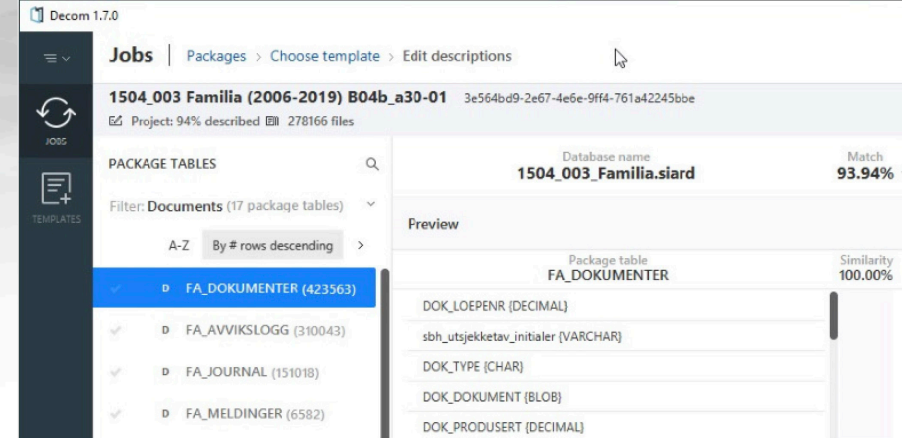 Decom 1.7.0
Jobs | Packages > Choose template > Edit descriptions
1504_003 Familia (2006-2019) B04b_a30-01 3e564bd9-2e67-4e6e-9ff4-761a42245bbe
Project: 94% described 278166 files
JOBS
TEMPLATES
PACKAGE TABLES
Filter: Documents (17 package tables)
A-Z By # rows descending >
D FA_DOKUMENTER (423563)
D FA_AVVIKSLOGG (310043)
D FA_JOURNAL (151018)
D FA_MELDINGER (6582)
Database name
1504_003_Familia.siard
Match
93.94%
Preview
Package table
FA_DOKUMENTER
Similarity
100.00%
DOK_LOEPENR {DECIMAL}
sbh_utsjekketav_initialer {VARCHAR}
DOK_TYPE {CHAR}
DOK_DOKUMENT {BLOB}
DOK_PRODUSERT {DECIMAL}